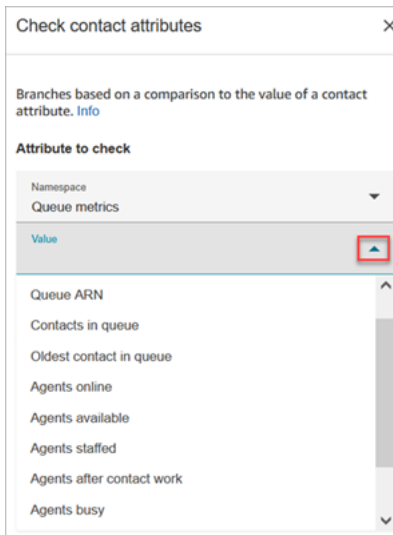 Check contact attributes
Branches based on a comparison to the value of a contact
attribute. Info
Attribute to check
Namespace
Queue metrics
Value
Queue ARN
Contacts in queue
Oldest contact in queue
Agents online
Agents available
Agents staffed
Agents after contact work
Agents busy